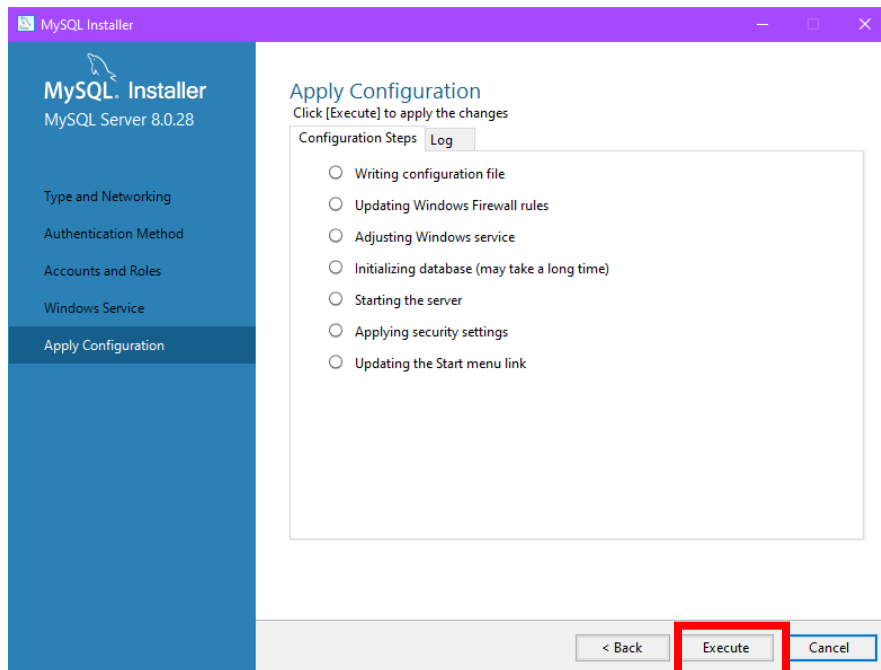 MySQL Installer
MySQL. Installer
MySQL Server 8.0.28
Type and Networking
Authentication Method
Accounts and Roles
Windows Service
Apply Configuration
Apply Configuration
Click [Execute] to apply the changes
Configuration Steps Log
Writing configuration file
Updating Windows Firewall rules
Adjusting Windows service
Initializing database (may take a long time)
Starting the server
Applying security settings
Updating the Start menu link
< Back Execute Cancel